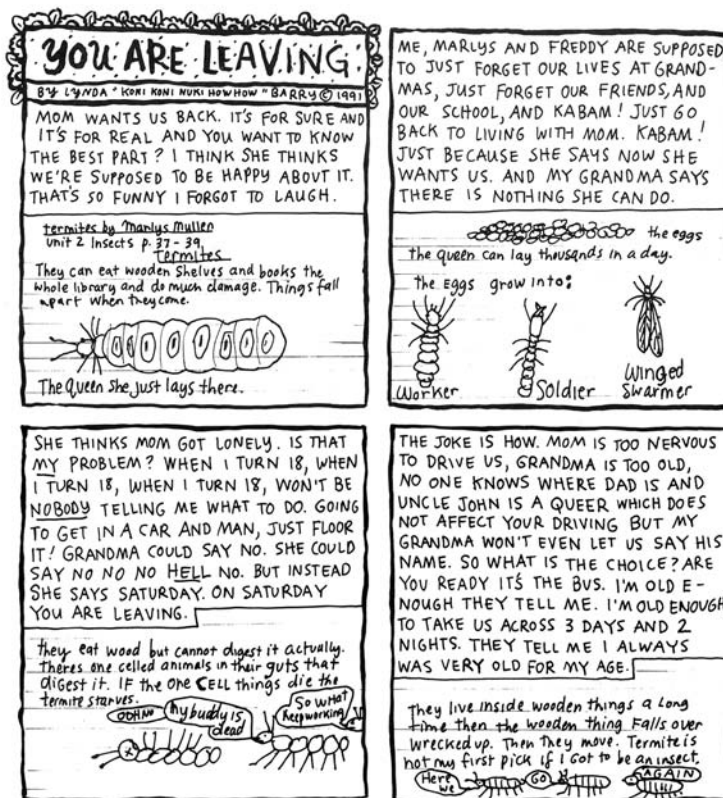 YOU ARE LEAVING
BY LYNDA "KONI KONI NUKI HOWHOW" BARRY © 1991
MOM WANTS US BACK. IT'S FOR SURE AND
IT'S FOR REAL AND YOU WANT TO KNOW
THE BEST PART? I THINK SHE THINKS
WE'RE SUPPOSED TO BE HAPPY ABOUT IT.
THAT'S SO FUNNY I FORGOT TO LAUGH.
termites by Marlys Mullen
unit 2 Insects p. 37-39
Termites
They can eat wooden shelves and books the
whole library and do much damage. Things fall
apart when they come.
The queen she just lays there.
ME, MARLYS AND FREDDY ARE SUPPOSED
TO JUST FORGET OUR LIVES AT GRAND-
MAS, JUST FORGET OUR FRIENDS, AND
OUR SCHOOL, AND KABAM! JUST GO
BACK TO LIVING WITH MOM. KABAM!
JUST BECAUSE SHE SAYS NOW SHE
WANTS US. AND MY GRANDMA SAYS
THERE IS NOTHING SHE CAN DO.
the eggs
the queen can lay thousands in a day.
the eggs grow into:
Worker
Soldier
Winged
Swarmer
SHE THINKS MOM GOT LONELY. IS THAT
MY PROBLEM? WHEN I TURN 18, WHEN
I TURN 18, WHEN I TURN 18, WON'T BE
NOBODY TELLING ME WHAT TO DO. GOING
TO GET IN A CAR AND MAN, JUST FLOOR
IT! GRANDMA COULD SAY NO. SHE COULD
SAY NO NO NO HELL NO. BUT INSTEAD
SHE SAYS SATURDAY. ON SATURDAY
YOU ARE LEAVING.
they eat wood but cannot digest it actually.
theres one celled animals in their guts that
digest it. IF the one CELL things die the
termite starves.
OOH NO
My buddy is
dead
So what
Keep working
THE JOKE IS HOW. MOM IS TOO NERVOUS
TO DRIVE US, GRANDMA IS TOO OLD,
NO ONE KNOWS WHERE DAD IS AND
UNCLE JOHN IS A QUEER WHICH DOES
NOT AFFECT YOUR DRIVING BUT MY
GRANDMA WON'T EVEN LET US SAY HIS
NAME. SO WHAT IS THE CHOICE? ARE
YOU READY IT'S THE BUS. I'M OLD E-
NOUGH THEY TELL ME. I'M OLD ENOUGH
TO TAKE US ACROSS 3 DAYS AND 2
NIGHTS. THEY TELL ME I ALWAYS
WAS VERY OLD FOR MY AGE.
They live inside wooden things a Long
time then the wooden thing Falls over
wrecked up. Then They move. Termite is
not my first pick if I Got to be an insect.
Here
we
GO
AGAIN